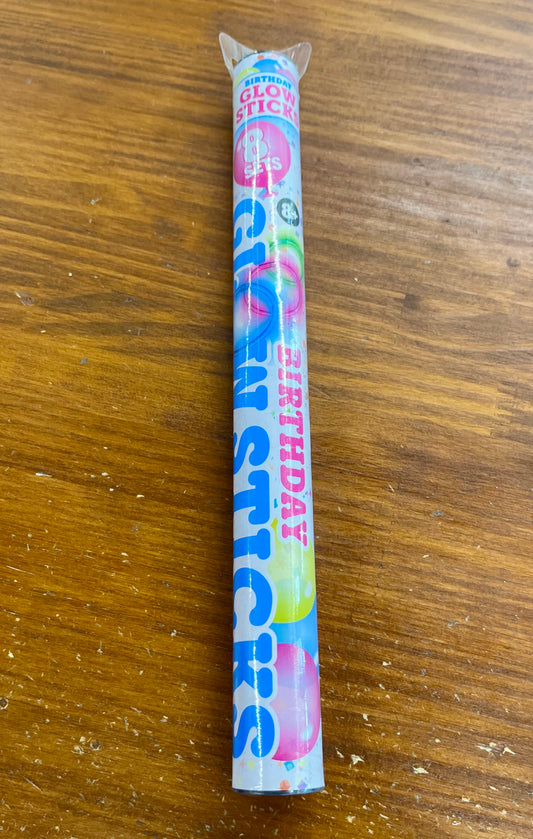 BIRTHDAY
GLOW
STICKS
8
SETS
8+
GLOW STICKS
BIRTHDAY